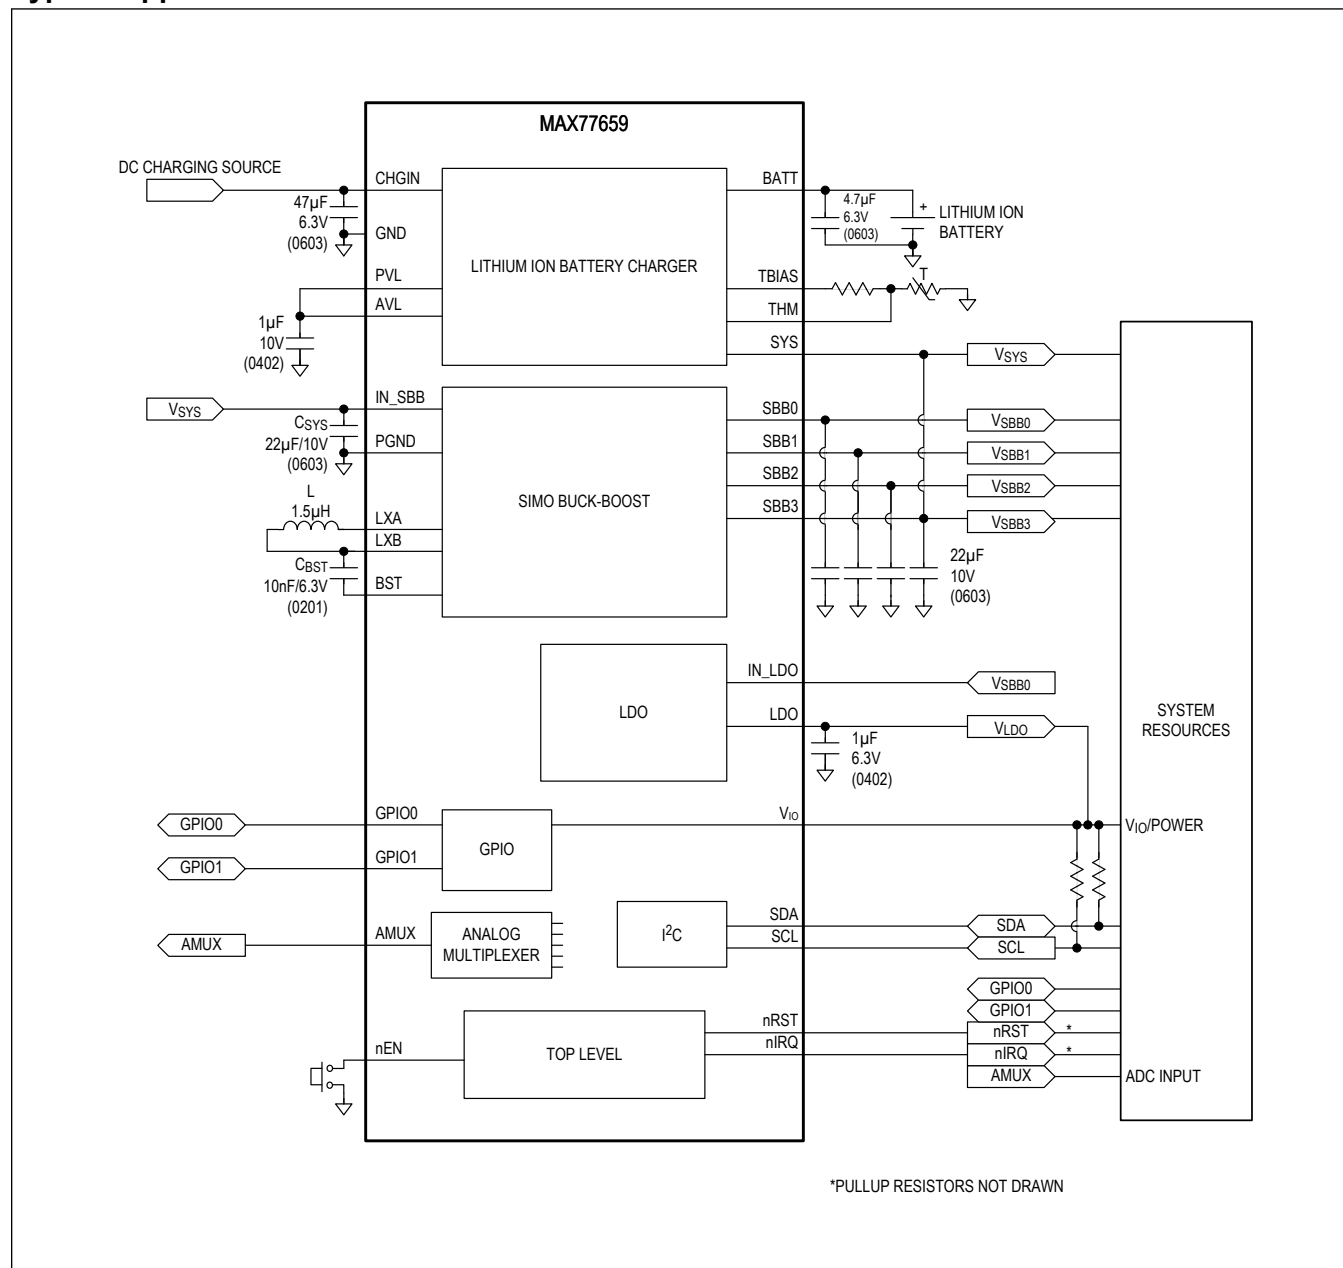 MAX77659
DC CHARGING SOURCE
CHGIN
BATT
47µF
6.3V
(0603)
GND
4.7µF
6.3V
(0603)
+
LITHIUM ION
BATTERY
LITHIUM ION BATTERY CHARGER
PVL
AVL
TBIAS
T
THM
SYS
1µF
10V
(0402)
VSYS
VSYS
IN_SBB
CSYS
22µF/10V
(0603)
PGND
SBB0
SBB1
SBB2
SBB3
VSBB0
VSBB1
VSBB2
VSBB3
SIMO BUCK-BOOST
L
1.5µH
LXA
LXB
CBST
10nF/6.3V
(0201)
BST
22µF
10V
(0603)
IN_LDO
VSBB0
LDO
LDO
VLDO
1µF
6.3V
(0402)
SYSTEM
RESOURCES
GPIO0
GPIO0
VIO
VIO/POWER
GPIO
GPIO1
GPIO1
AMUX
AMUX
ANALOG
MULTIPLEXER
I2C
SDA
SCL
SDA
SCL
GPIO0
GPIO1
nRST
nRST
*
nIRQ
nIRQ
*
AMUX
ADC INPUT
nEN
TOP LEVEL
*PULLUP RESISTORS NOT DRAWN